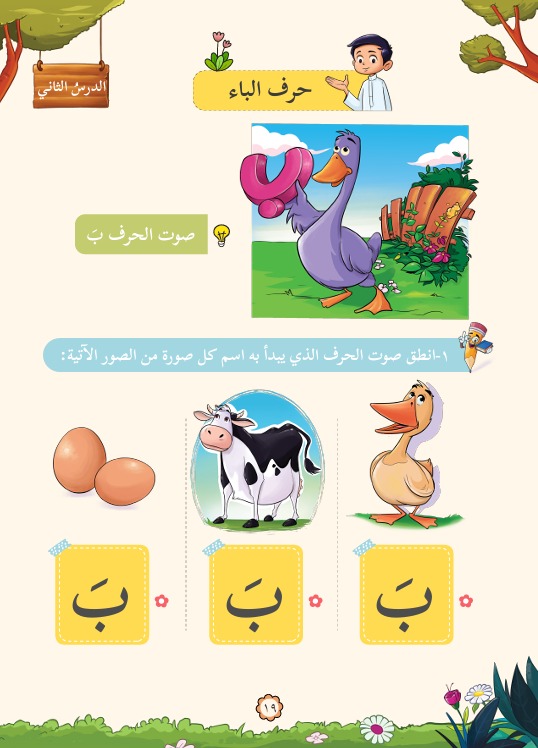 الدرسُ الثاني
حرف الباء
صوت الحرف بَ
١-انطق صوت الحرف الذي يبدأ به اسم كل صورة من الصور الآتية:
بَ
بَ
بَ
١٩